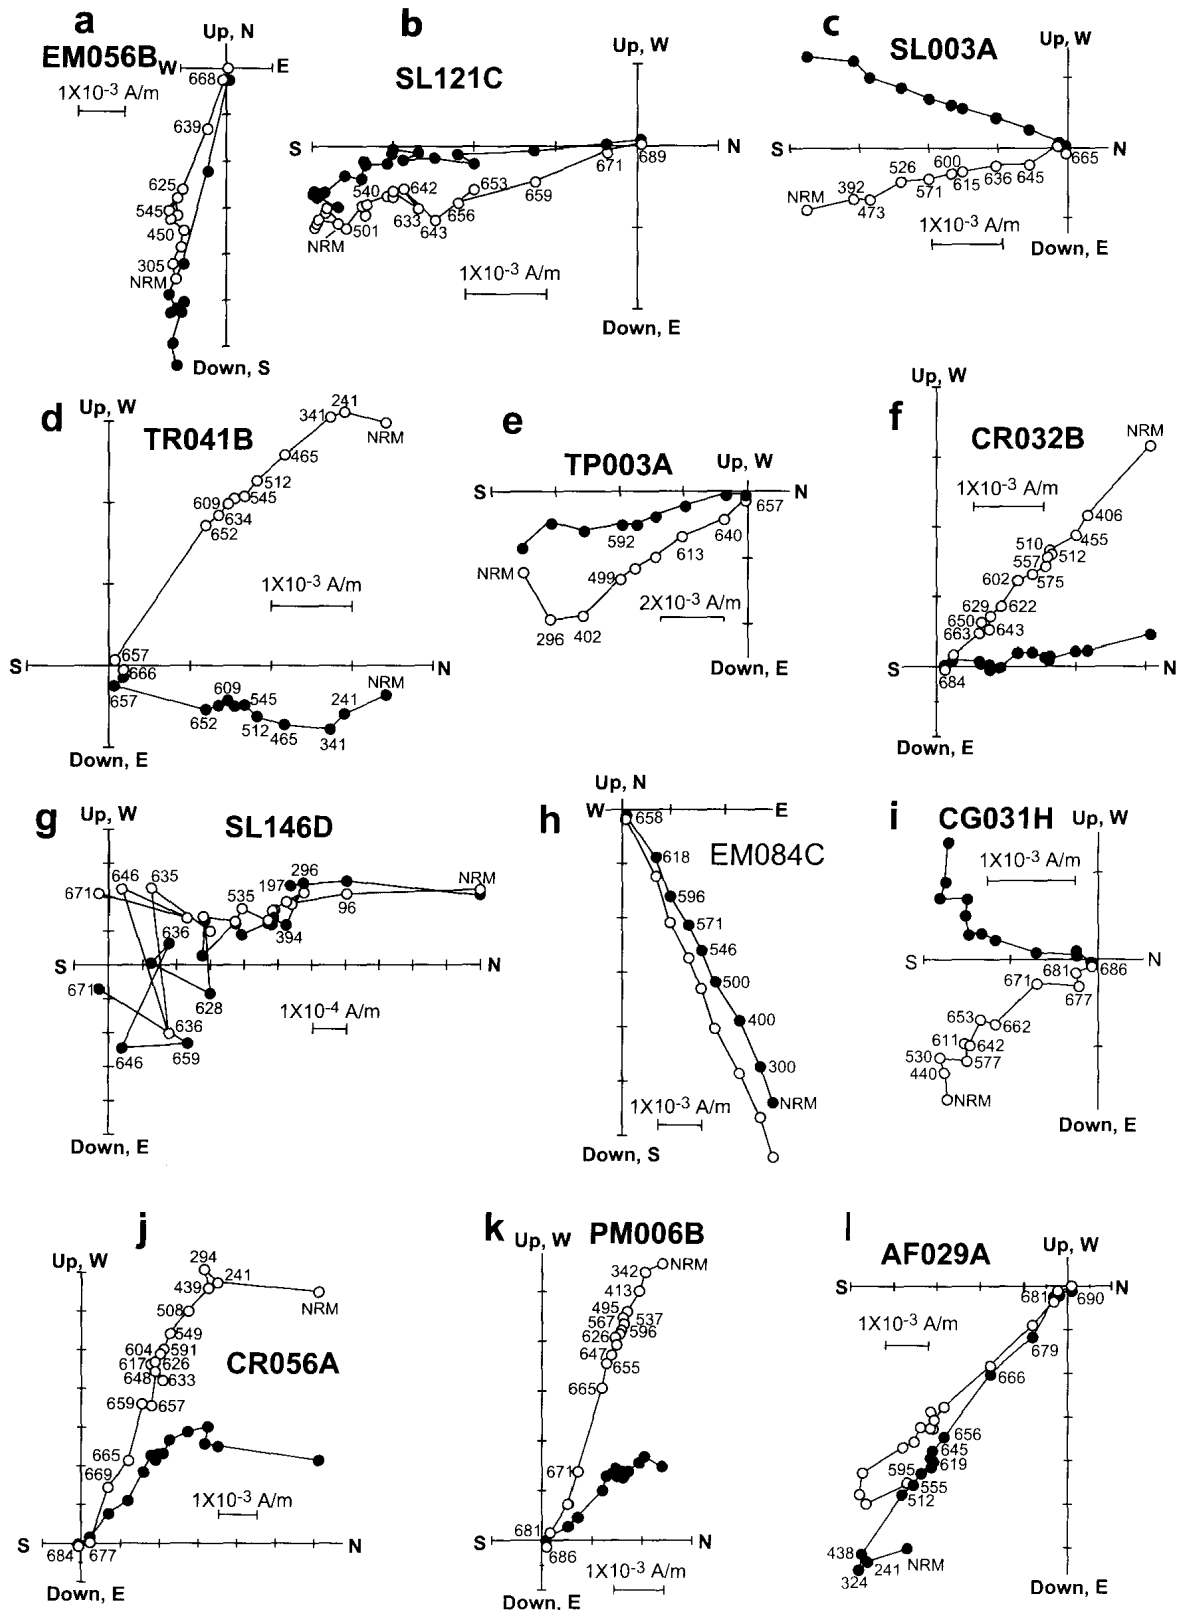 a
EM056B
Up, N
W
E
668
1X10-3 A/m
639
625
545
450
305
NRM
Down, S
b
SL121C
Up, W
S
N
689
671
540
642
653
659
656
633
643
501
NRM
1X10-3 A/m
Down, E
c
SL003A
Up, W
S
N
665
600
526
571
615
636
645
392
473
NRM
1X10-3 A/m
Down, E
d
Up, W
TR041B
241
341
NRM
465
512
545
609
634
652
1X10-3 A/m
S
N
657
666
657
609
545
652
512
465
341
241
NRM
Down, E
e
TP003A
Up, W
S
N
657
592
640
613
NRM
499
2X10-3 A/m
296
402
Down, E
f
Up, W
CR032B
NRM
1X10-3 A/m
406
455
510
512
557
575
602
629
622
650
643
663
S
N
684
Down, E
g
Up, W
SL146D
646
635
671
535
197
296
NRM
96
394
636
S
N
671
628
636
646
659
1X10-4 A/m
Down, E
h
Up, N
W
E
658
618
EM084C
596
571
546
500
400
300
NRM
1X10-3 A/m
Down, S
i
CG031H
Up, W
1X10-3 A/m
S
N
686
681
671
677
653
662
611
642
530
577
440
NRM
Down, E
j
Up, W
294
241
439
NRM
508
549
604
591
617
626
648
633
CR056A
659
657
665
669
1X10-3 A/m
S
N
684
677
Down, E
k
Up, W
PM006B
NRM
342
413
495
537
567
596
626
647
655
665
671
681
S
N
686
1X10-3 A/m
Down, E
l
AF029A
Up, W
S
N
681
690
1X10-3 A/m
679
666
656
645
619
595
555
512
438
NRM
241
324
Down, E